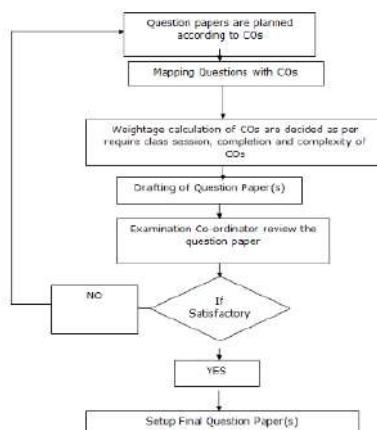 Question papers are planned
according to COs
Mapping Questions with COs
Weightage calculation of COs are decided as per
require class session, completion and complexity of
COs
Drafting of Question Paper(s)
Examination Co-ordinator review the
question paper
If
Satisfactory
NO
YES
Setup Final Question Paper(s)